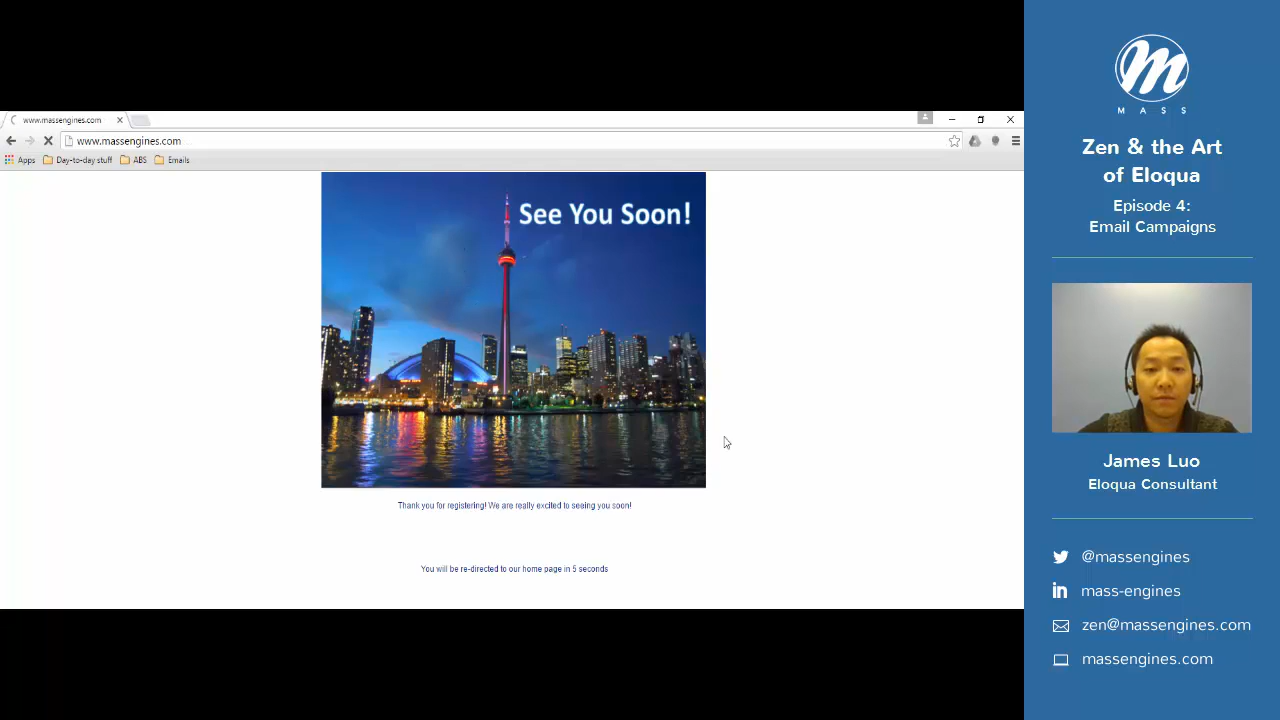 www.massengines.com
www.massengines.com
Apps
Day-to-day stuff
ABS
Emails
See You Soon!
Thank you for registering! We are really excited to seeing you soon!
You will be re-directed to our home page in 5 seconds
M
MASS
Zen & the Art
of Eloqua
Episode 4:
Email Campaigns
James Luo
Eloqua Consultant
@massengines
in mass-engines
zen@massengines.com
massengines.com